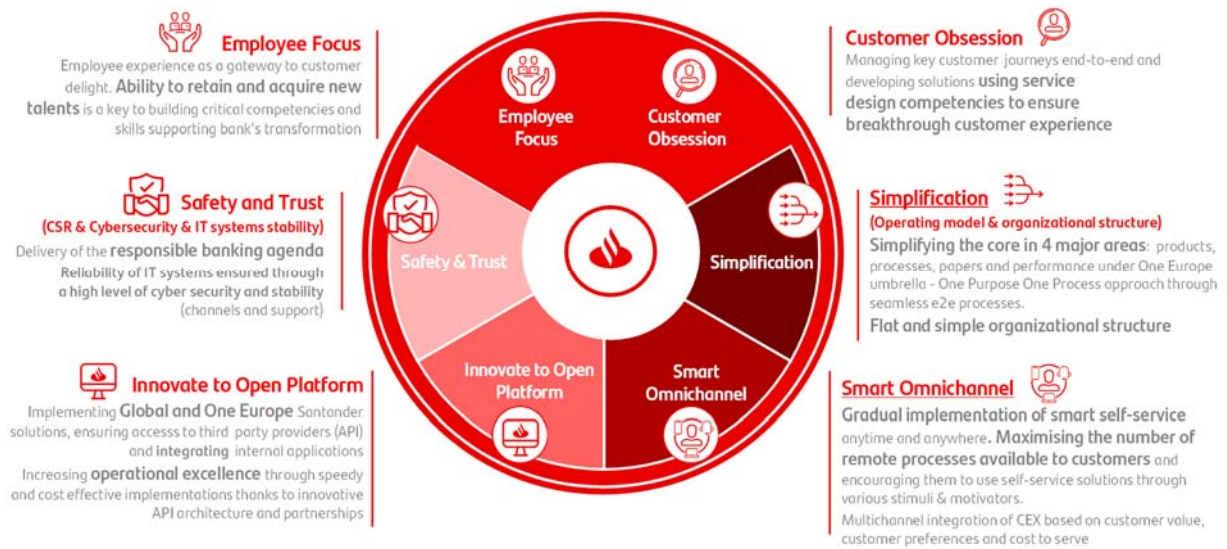 Employee Focus
Employee experience as a gateway to customer
delight. Ability to retain and acquire new
talents is a key to building critical competencies and
skills supporting bank's transformation
Safety and Trust
(CSR & Cybersecurity & IT systems stability)
Delivery of the responsible banking agenda
Reliability of IT systems ensured through
a high level of cyber security and stability
(channels and support)
Innovate to Open Platform
Implementing Global and One Europe Santander
solutions, ensuring accesss to third party providers (API)
and integrating internal applications
Increasing operational excellence through speedy
and cost effective implementations thanks to innovative
API architecture and partnerships
Employee
Focus
Customer
Obsession
Safety & Trust
Simplification
Innovate to Open
Platform
Smart
Omnichannel
Customer Obsession
Managing key customer journeys end-to-end and
developing solutions using service
design competencies to ensure
breakthrough customer experience
Simplification
(Operating model & organizational structure)
Simplifying the core in 4 major areas: products,
processes, papers and performance under One Europe
umbrella - One Purpose One Process approach through
seamless e2e processes.
Flat and simple organizational structure
Smart Omnichannel
Gradual implementation of smart self-service
anytime and anywhere. Maximising the number of
remote processes available to customers and
encouraging them to use self-service solutions through
various stimuli & motivators.
Multichannel integration of CEX based on customer value,
customer preferences and cost to serve